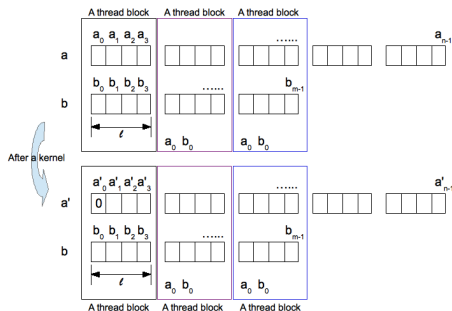 A thread block A thread block A thread block
a0 a1 a2 a3 ...... an-1
a
b0 b1 b2 b3 ...... bm-1
b
ℓ
a0 b0 a0 b0
After a kernel
a'0 a'1 a'2 a'3 ...... a'n-1
a' 0
b0 b1 b2 b3 ...... bm-1
b
ℓ
a0 b0 a0 b0
A thread block A thread block A thread block